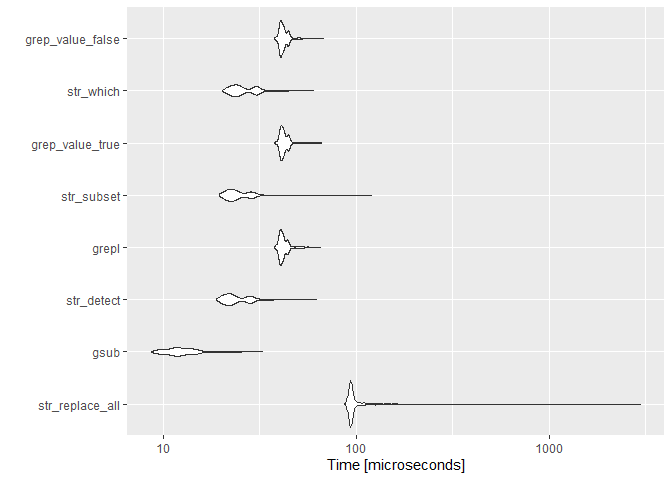 grep_value_false
str_which
grep_value_true
str_subset
grepl
str_detect
gsub
str_replace_all
10 100 1000
Time [microseconds]